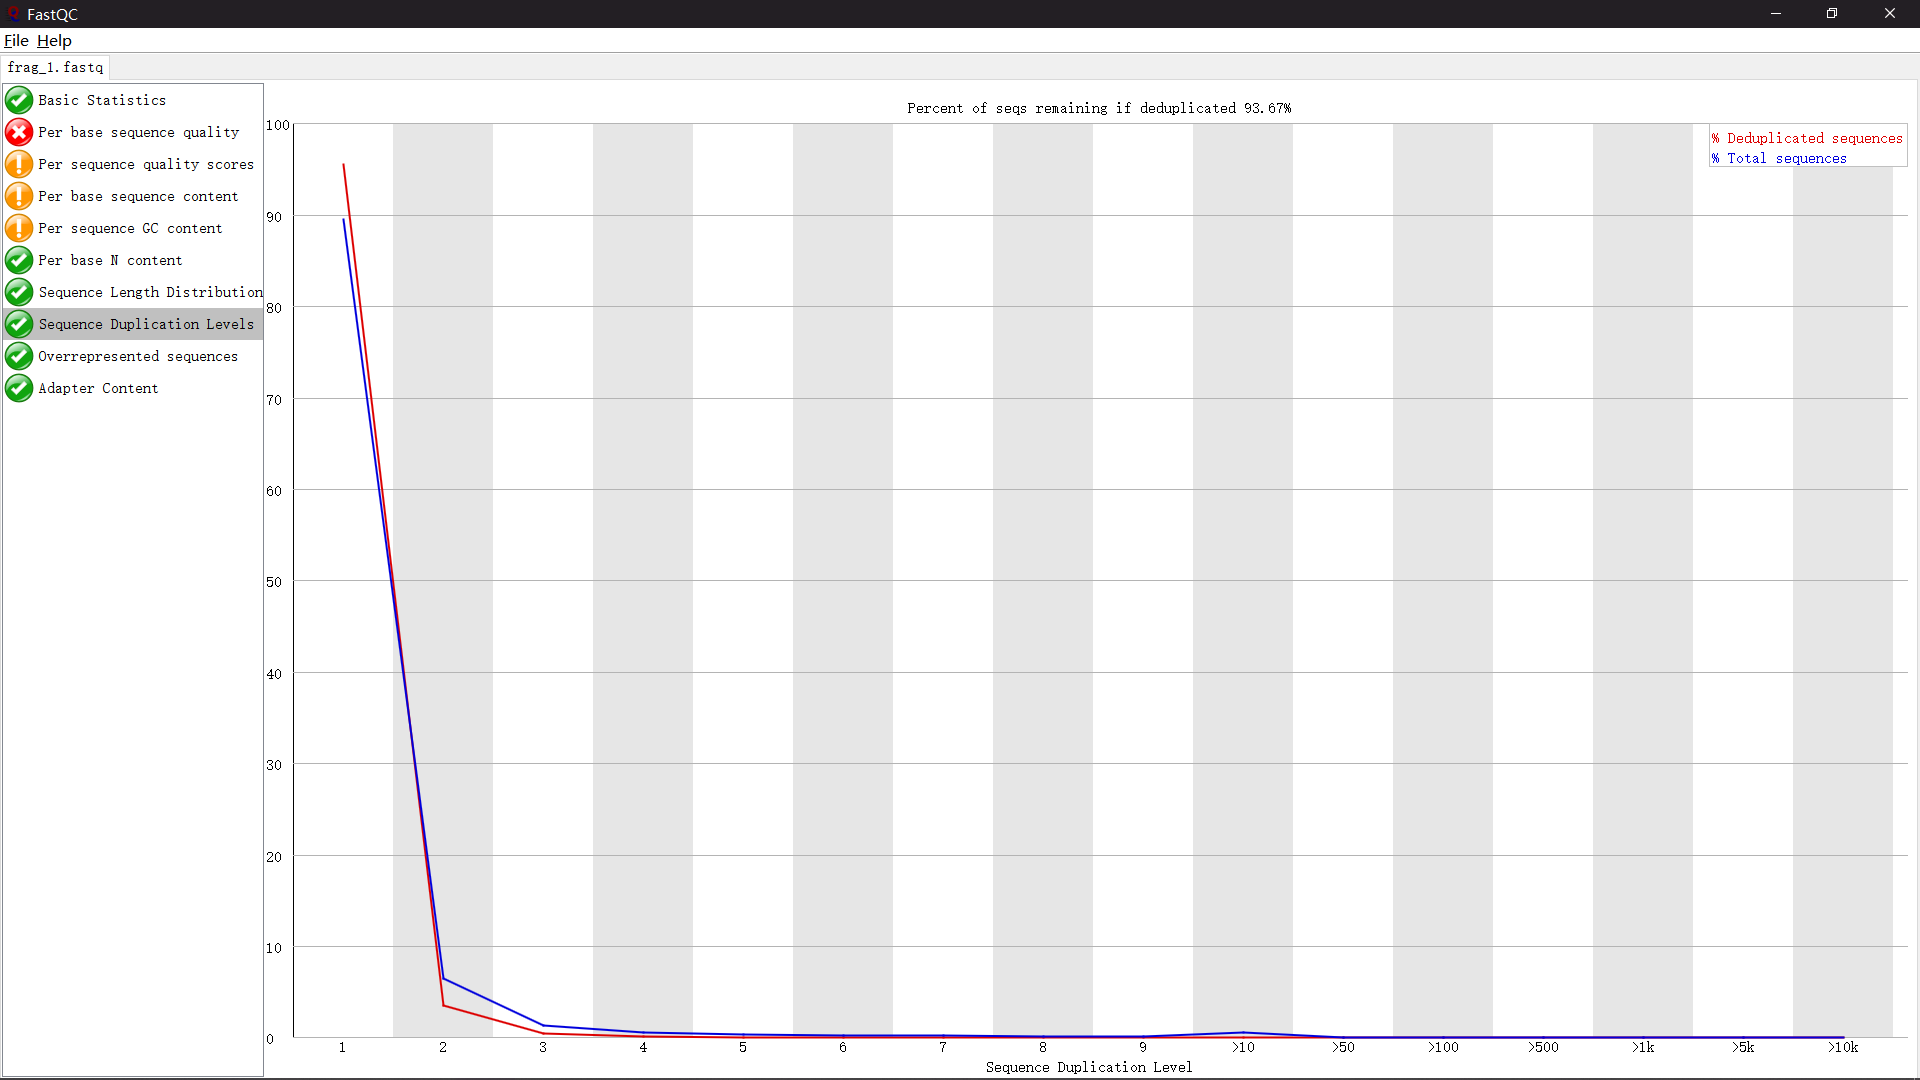 FastQC
File Help
frag_1.fastq
Basic Statistics
Per base sequence quality
Per sequence quality scores
Per base sequence content
Per sequence GC content
Per base N content
Sequence Length Distribution
Sequence Duplication Levels
Overrepresented sequences
Adapter Content
Percent of seqs remaining if deduplicated 93.67%
% Deduplicated sequences
% Total sequences
100
90
80
70
60
50
40
30
20
10
0
1 2 3 4 5 6 7 8 9 >10 >50 >100 >500 >1k >5k >10k
Sequence Duplication Level